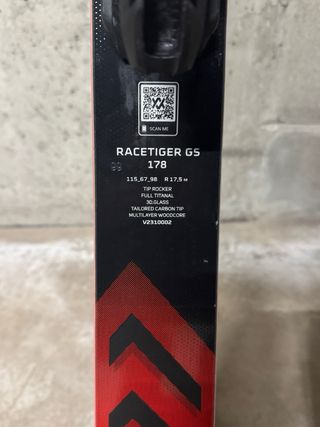 SCAN ME
RACETIGER GS
178
115_67_98 R 17,5 M
TIP ROCKER
FULL TITANAL
3D.GLASS
TAILORED CARBON TIP
MULTILAYER WOODCORE
V2310002